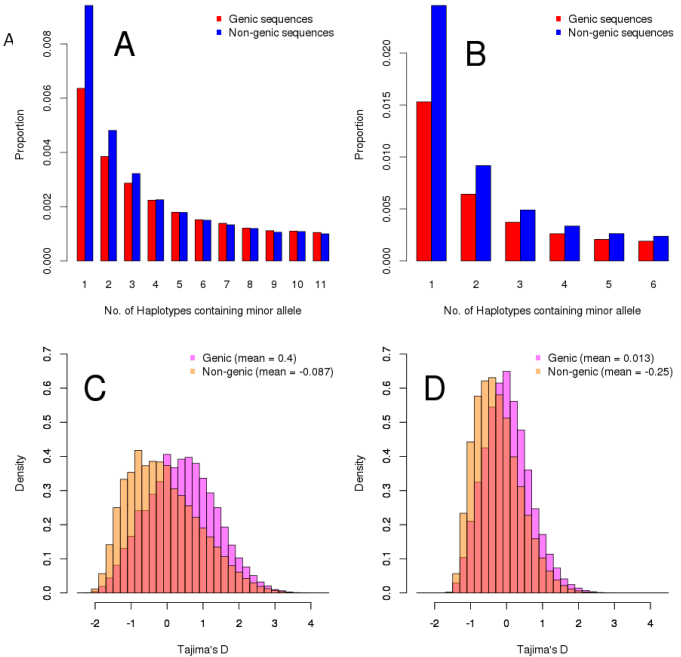 A
A
Genic sequences
Non-genic sequences
0.000 0.002 0.004 0.006 0.008
Proportion
1 2 3 4 5 6 7 8 9 10 11
No. of Haplotypes containing minor allele
B
Genic sequences
Non-genic sequences
0.000 0.005 0.010 0.015 0.020
Proportion
1 2 3 4 5 6
No. of Haplotypes containing minor allele
C
Genic (mean = 0.4)
Non-genic (mean = -0.087)
0.0 0.1 0.2 0.3 0.4 0.5 0.6 0.7
Density
-2 -1 0 1 2 3 4
Tajima's D
D
Genic (mean = 0.013)
Non-genic (mean = -0.25)
0.0 0.1 0.2 0.3 0.4 0.5 0.6 0.7
Density
-2 -1 0 1 2 3 4
Tajima's D